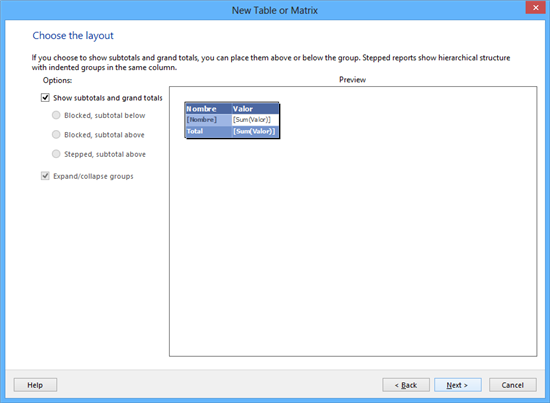 New Table or Matrix
Choose the layout
If you choose to show subtotals and grand totals, you can place them above or below the group. Stepped reports show hierarchical structure
with indented groups in the same column.
Options:
Preview
Show subtotals and grand totals
Blocked, subtotal below
Blocked, subtotal above
Stepped, subtotal above
Expand/collapse groups
Nombre Valor
[Nombre] [Sum(Valor)]
Total [Sum(Valor)]
Help
< Back
Next >
Cancel